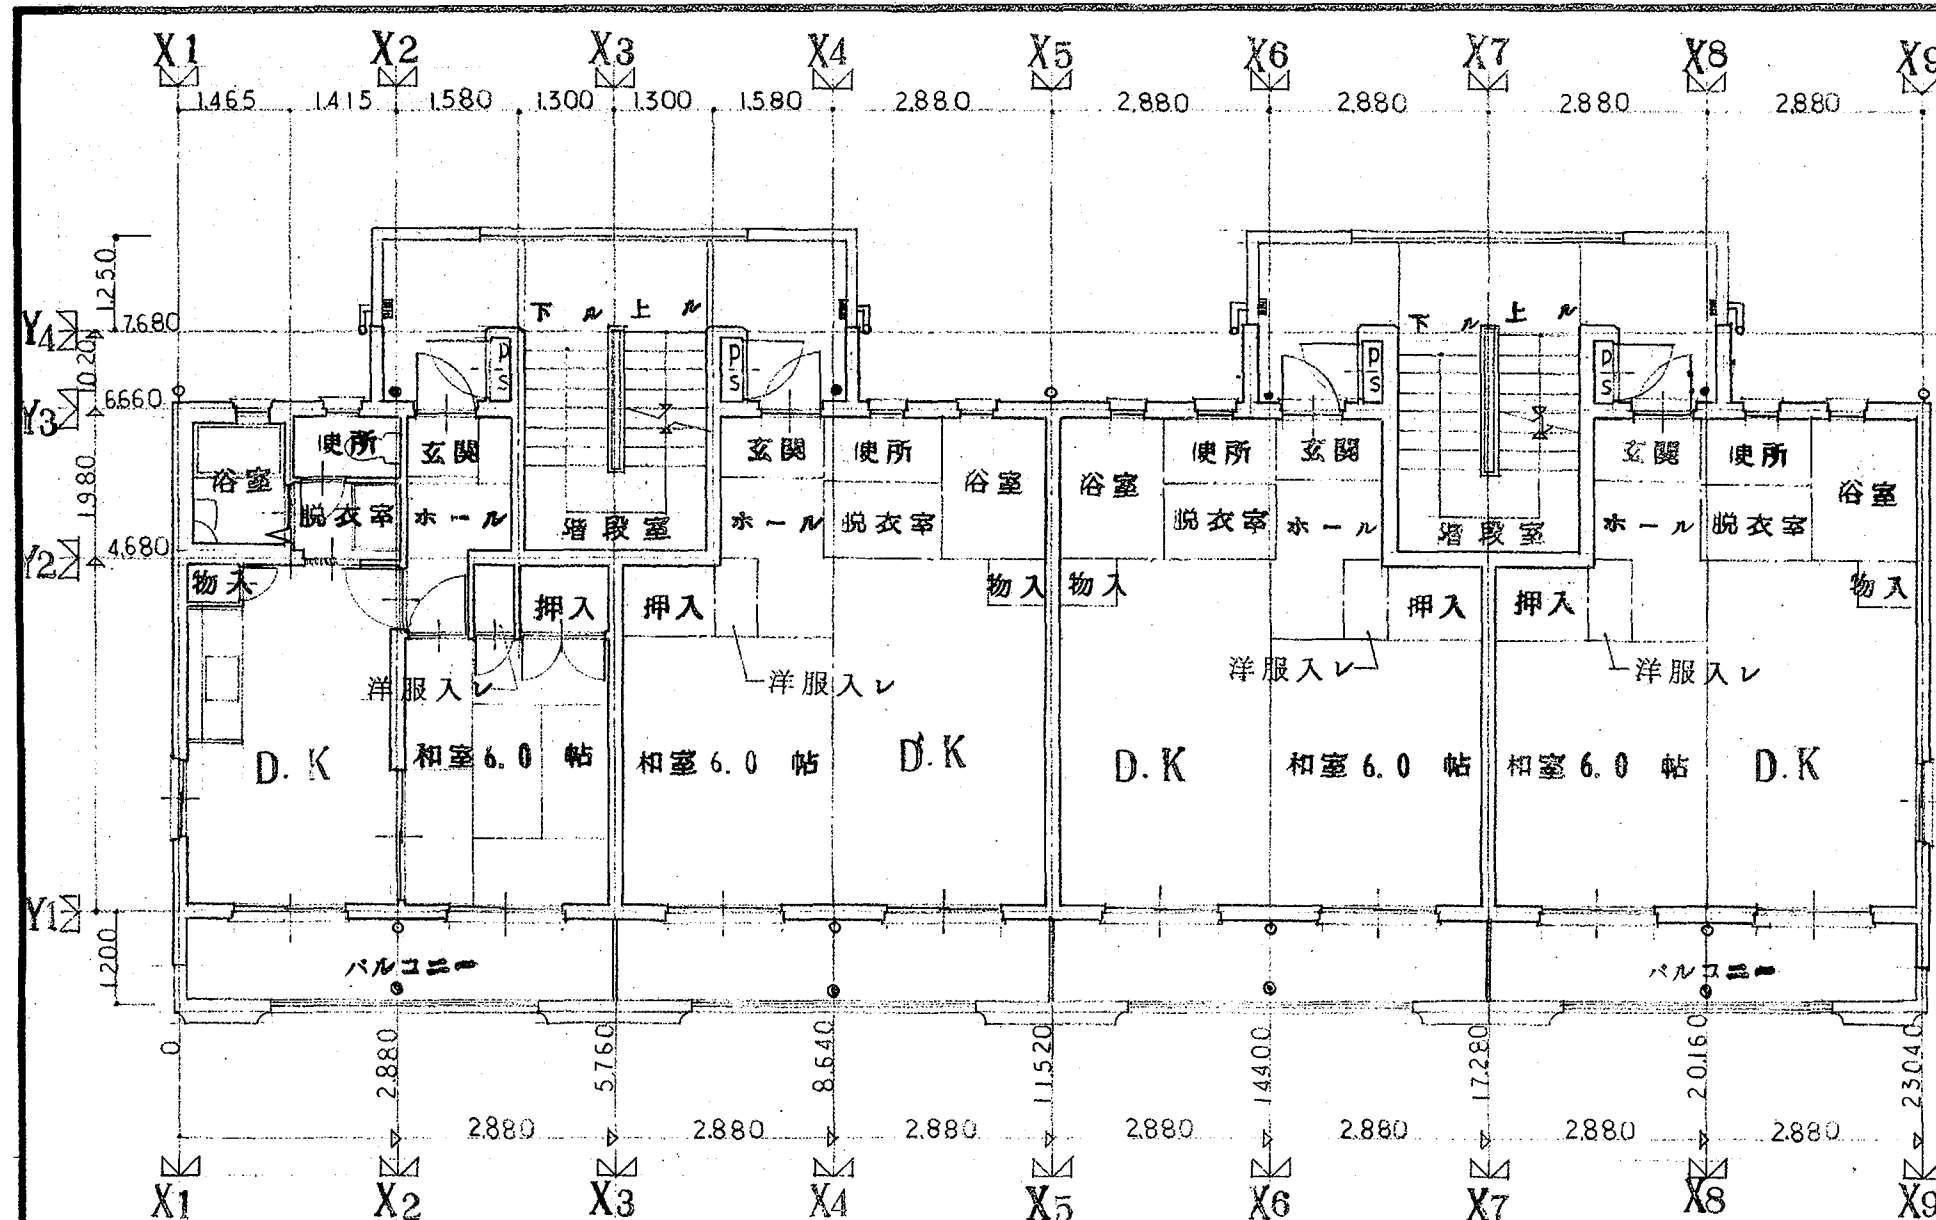 X1 X2 X3 X4 X5 X6 X7 X8 X9
1.465 1.415 1.580 1.300 1.300 1.580 2.880 2.880 2.880 2.880 2.880
1.250
下ル 上ル 下ル 上ル
Y4 7.680
1.020
PS PS PS PS
Y3 6.660
浴室 便所 玄関 玄関 便所 浴室 浴室 便所 玄関 玄関 便所 浴室
1.980
脱衣室 ホール 階段室 ホール 脱衣室 脱衣室 ホール 階段室 ホール 脱衣室
Y2 4.680
物入 押入 押入 物入 物入 押入 押入 物入
洋服入レ 洋服入レ 洋服入レ 洋服入レ
D.K 和室6.0帖 和室6.0帖 D.K D.K 和室6.0帖 和室6.0帖 D.K
Y1
1.200
バルコニー バルコニー
0 2.880 5.760 8.640 11.520 14.400 17.280 20.160 23.040
2.880 2.880 2.880 2.880 2.880 2.880 2.880
X1 X2 X3 X4 X5 X6 X7 X8 X9